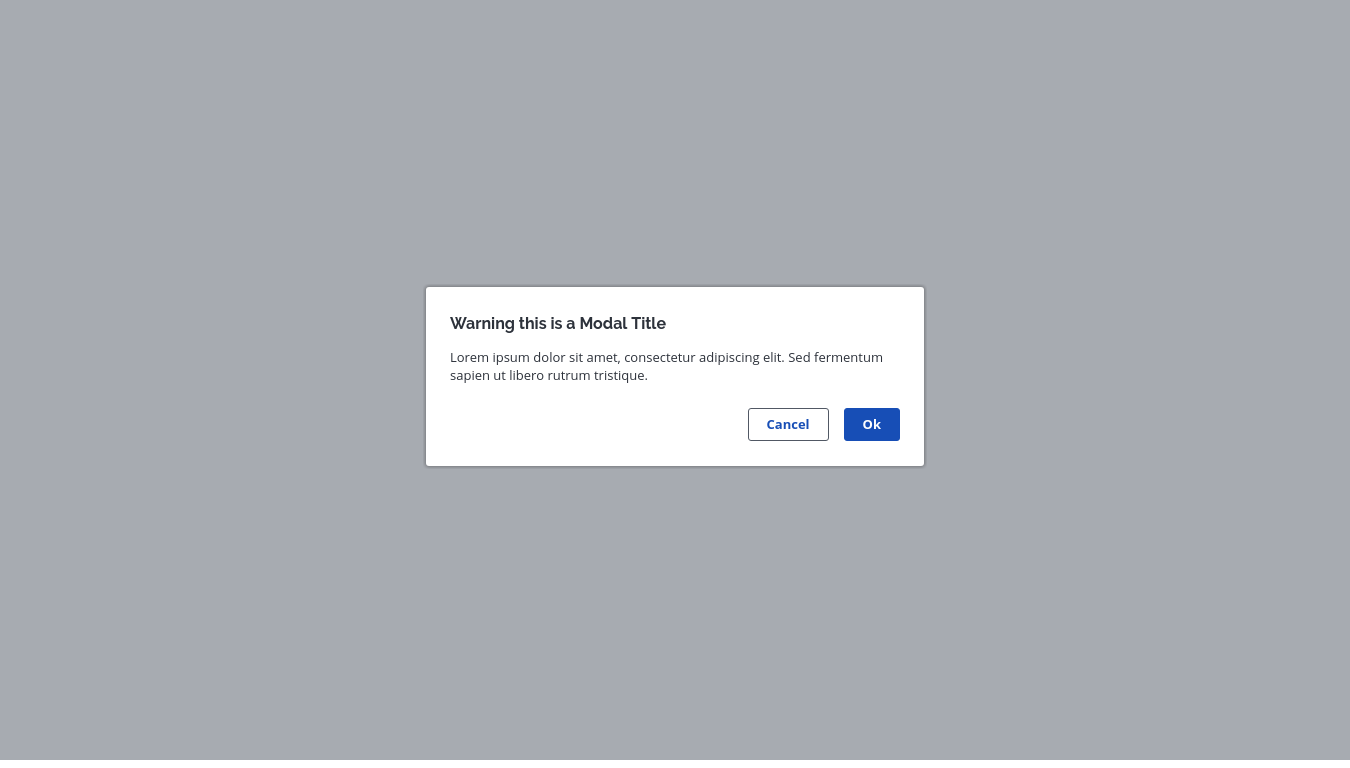 Warning this is a Modal Title
Lorem ipsum dolor sit amet, consectetur adipiscing elit. Sed fermentum
sapien ut libero rutrum tristique.
Cancel Ok